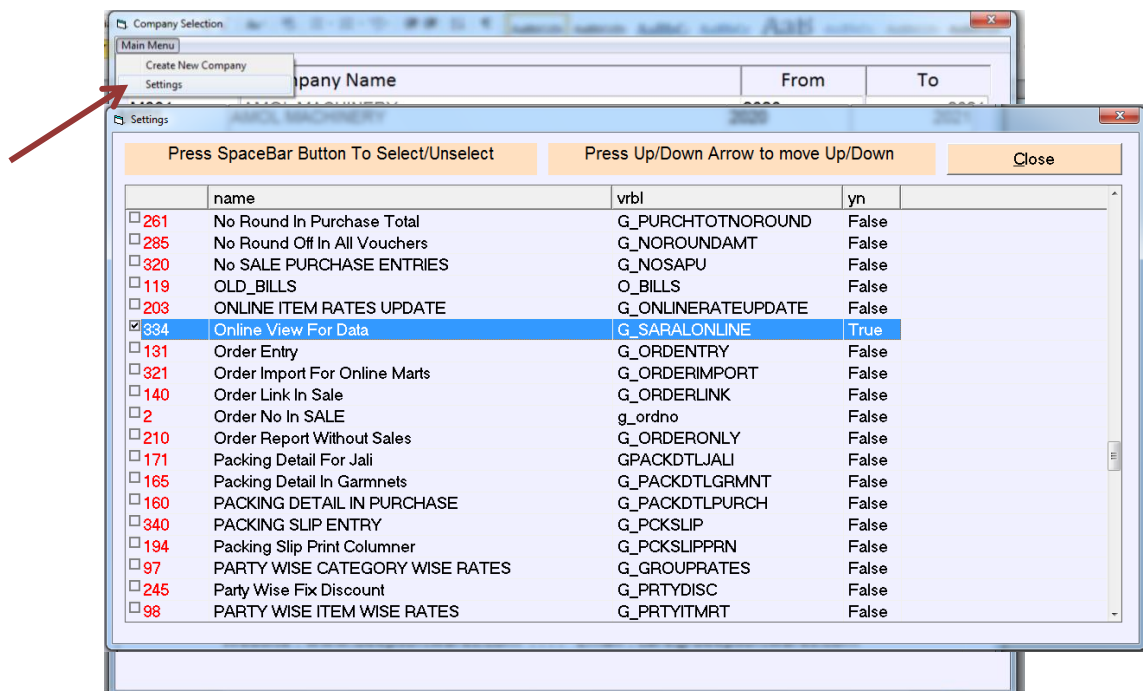 Company Selection
Main Menu
Create New Company
Settings
Company Name From To
AMOL MACHINERY 2020 2021
Settings
Press SpaceBar Button To Select/Unselect Press Up/Down Arrow to move Up/Down Close
name vrbl yn
261 No Round In Purchase Total G_PURCHTOTNOROUND False
285 No Round Off In All Vouchers G_NOROUNDAMT False
320 No SALE PURCHASE ENTRIES G_NOSAPU False
119 OLD_BILLS O_BILLS False
203 ONLINE ITEM RATES UPDATE G_ONLINERATEUPDATE False
334 Online View For Data G_SARALONLINE True
131 Order Entry G_ORDENTRY False
321 Order Import For Online Marts G_ORDERIMPORT False
140 Order Link In Sale G_ORDERLINK False
2 Order No In SALE g_ordno False
210 Order Report Without Sales G_ORDERONLY False
171 Packing Detail For Jali GPACKDTLJALI False
165 Packing Detail In Garmnets G_PACKDTLGRMNT False
160 PACKING DETAIL IN PURCHASE G_PACKDTLPURCH False
340 PACKING SLIP ENTRY G_PCKSLIP False
194 Packing Slip Print Columner G_PCKSLIPPRN False
97 PARTY WISE CATEGORY WISE RATES G_GROUPRATES False
245 Party Wise Fix Discount G_PRTYDISC False
98 PARTY WISE ITEM WISE RATES G_PRTYITMRT False